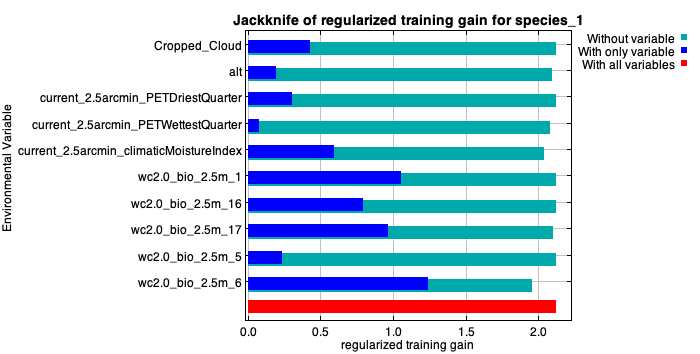 Jackknife of regularized training gain for species_1
Without variable
With only variable
With all variables
Environmental Variable
Cropped_Cloud
alt
current_2.5arcmin_PETDriestQuarter
current_2.5arcmin_PETWettestQuarter
current_2.5arcmin_climaticMoistureIndex
wc2.0_bio_2.5m_1
wc2.0_bio_2.5m_16
wc2.0_bio_2.5m_17
wc2.0_bio_2.5m_5
wc2.0_bio_2.5m_6
0.0 0.5 1.0 1.5 2.0
regularized training gain